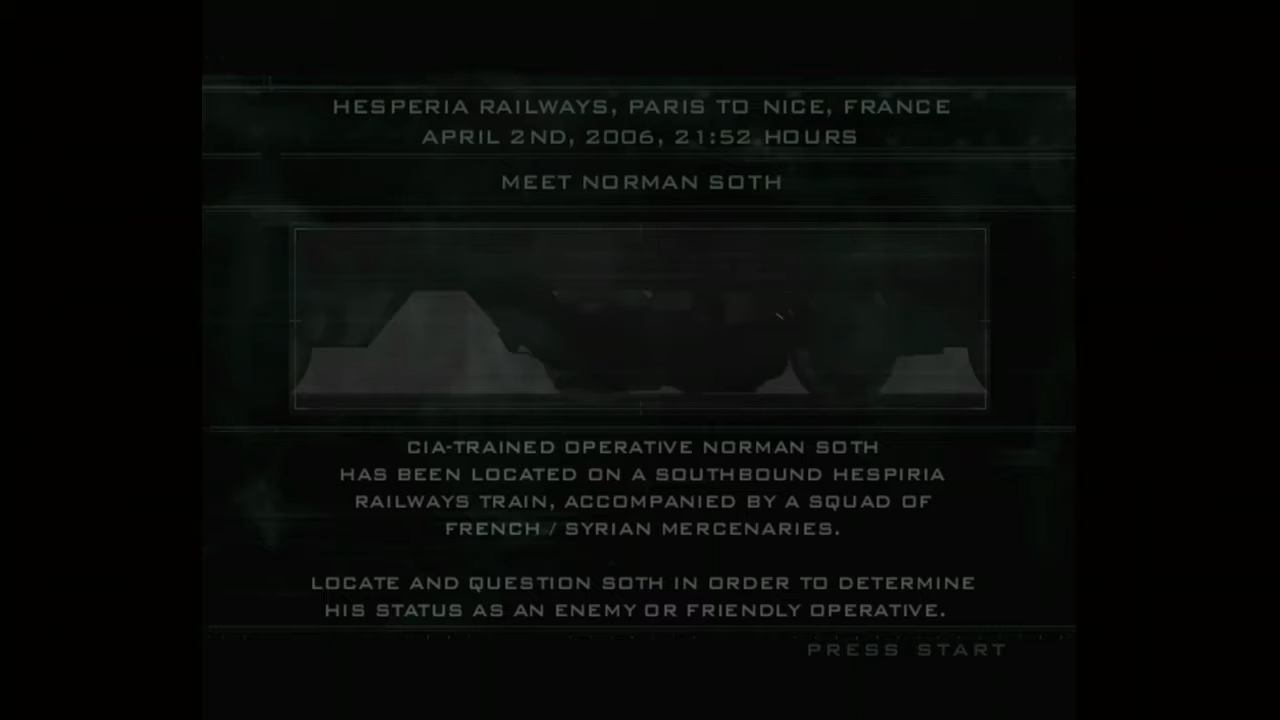 HESPERIA RAILWAYS, PARIS TO NICE, FRANCE
APRIL 2ND, 2006, 21:52 HOURS
MEET NORMAN SOTH
CIA-TRAINED OPERATIVE NORMAN SOTH
HAS BEEN LOCATED ON A SOUTHBOUND HESPIRIA
RAILWAYS TRAIN, ACCOMPANIED BY A SQUAD OF
FRENCH / SYRIAN MERCENARIES.
LOCATE AND QUESTION SOTH IN ORDER TO DETERMINE
HIS STATUS AS AN ENEMY OR FRIENDLY OPERATIVE.
PRESS START